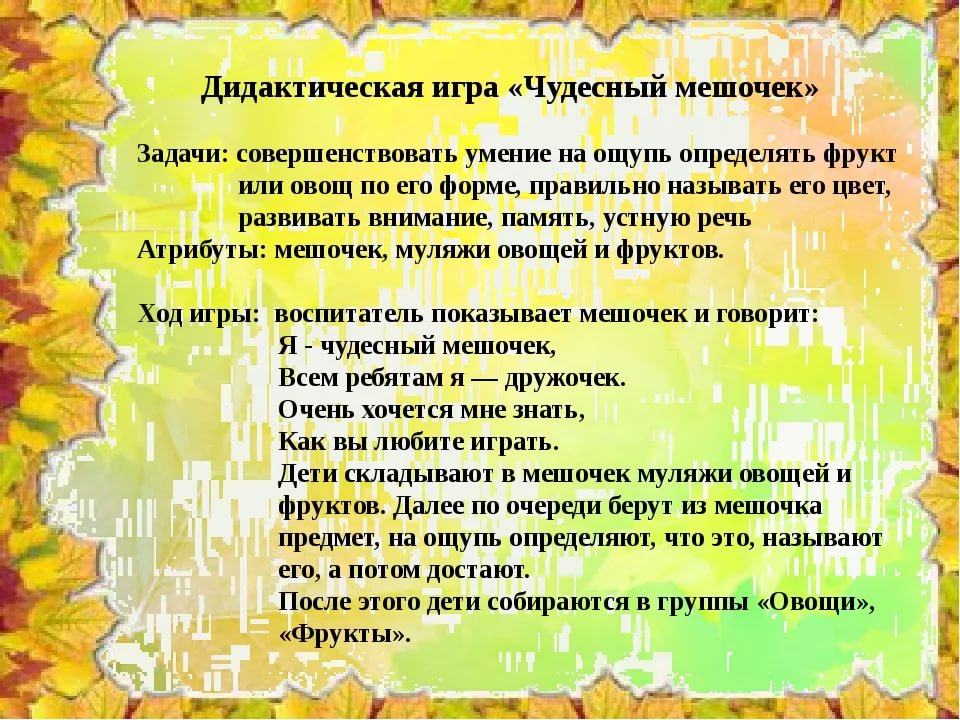 Дидактическая игра «Чудесный мешочек»
Задачи: совершенствовать умение на ощупь определять фрукт
или овощ по его форме, правильно называть его цвет,
развивать внимание, память, устную речь
Атрибуты: мешочек, муляжи овощей и фруктов.
Ход игры: воспитатель показывает мешочек и говорит:
Я - чудесный мешочек,
Всем ребятам я — дружочек.
Очень хочется мне знать,
Как вы любите играть.
Дети складывают в мешочек муляжи овощей и
фруктов. Далее по очереди берут из мешочка
предмет, на ощупь определяют, что это, называют
его, а потом достают.
После этого дети собираются в группы «Овощи»,
«Фрукты».